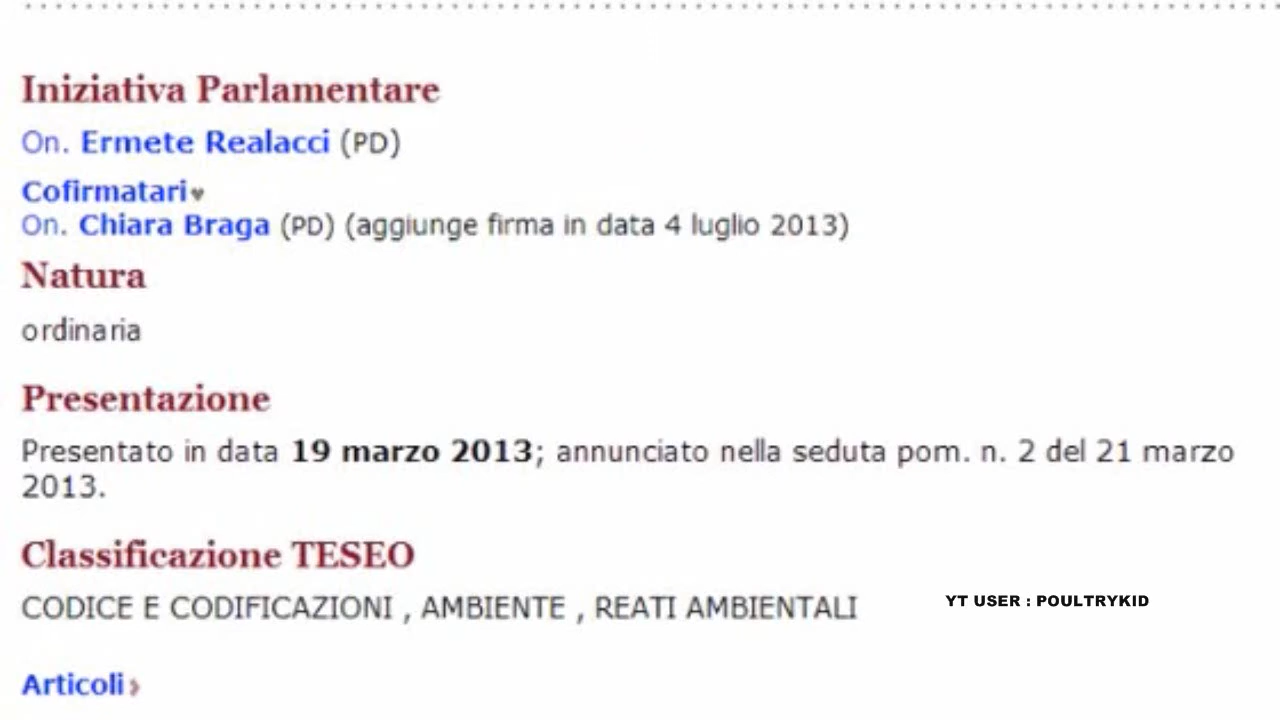 Iniziativa Parlamentare
On. Ermete Realacci (PD)
Cofirmatari
On. Chiara Braga (PD) (aggiunge firma in data 4 luglio 2013)
Natura
ordinaria
Presentazione
Presentato in data 19 marzo 2013; annunciato nella seduta pom. n. 2 del 21 marzo
2013.
Classificazione TESEO
CODICE E CODIFICAZIONI , AMBIENTE , REATI AMBIENTALI
YT USER : POULTRYKID
Articoli